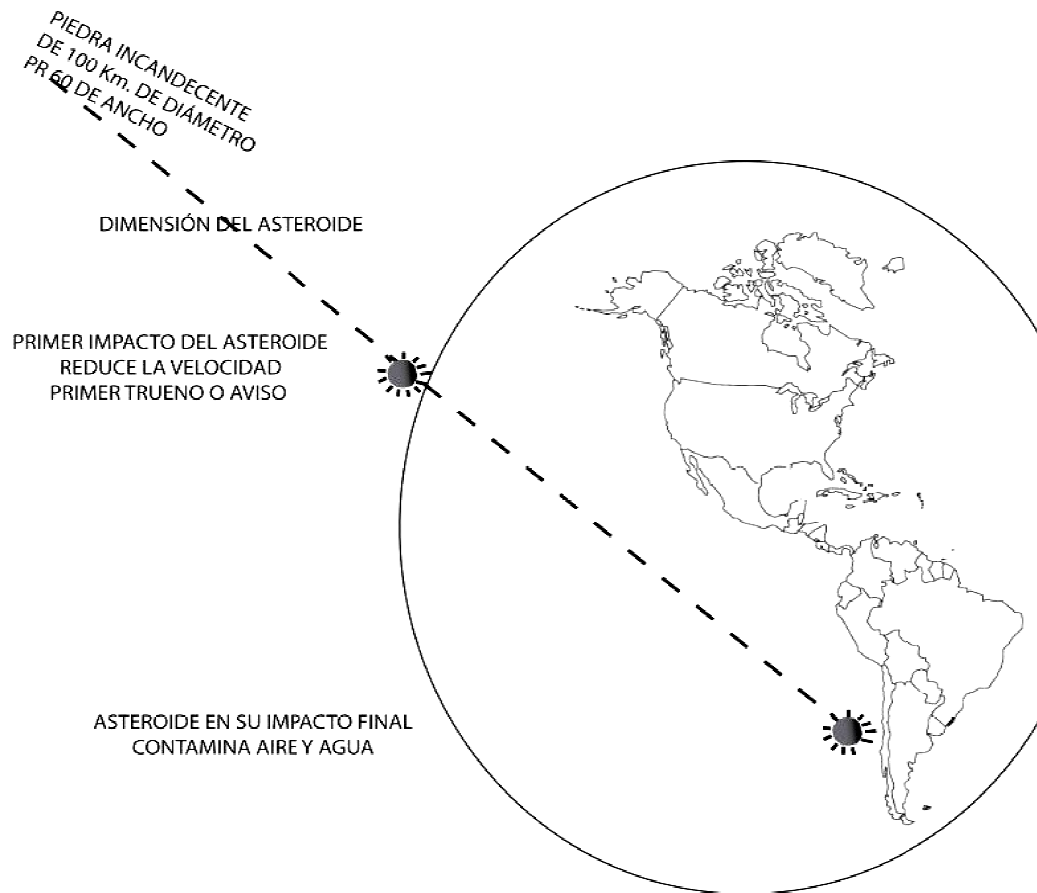 PIEDRA INCANDECENTE
DE 100 Km. DE DIÁMETRO
PR 60 DE ANCHO
DIMENSIÓN DEL ASTEROIDE
PRIMER IMPACTO DEL ASTEROIDE
REDUCE LA VELOCIDAD
PRIMER TRUENO O AVISO
ASTEROIDE EN SU IMPACTO FINAL
CONTAMINA AIRE Y AGUA